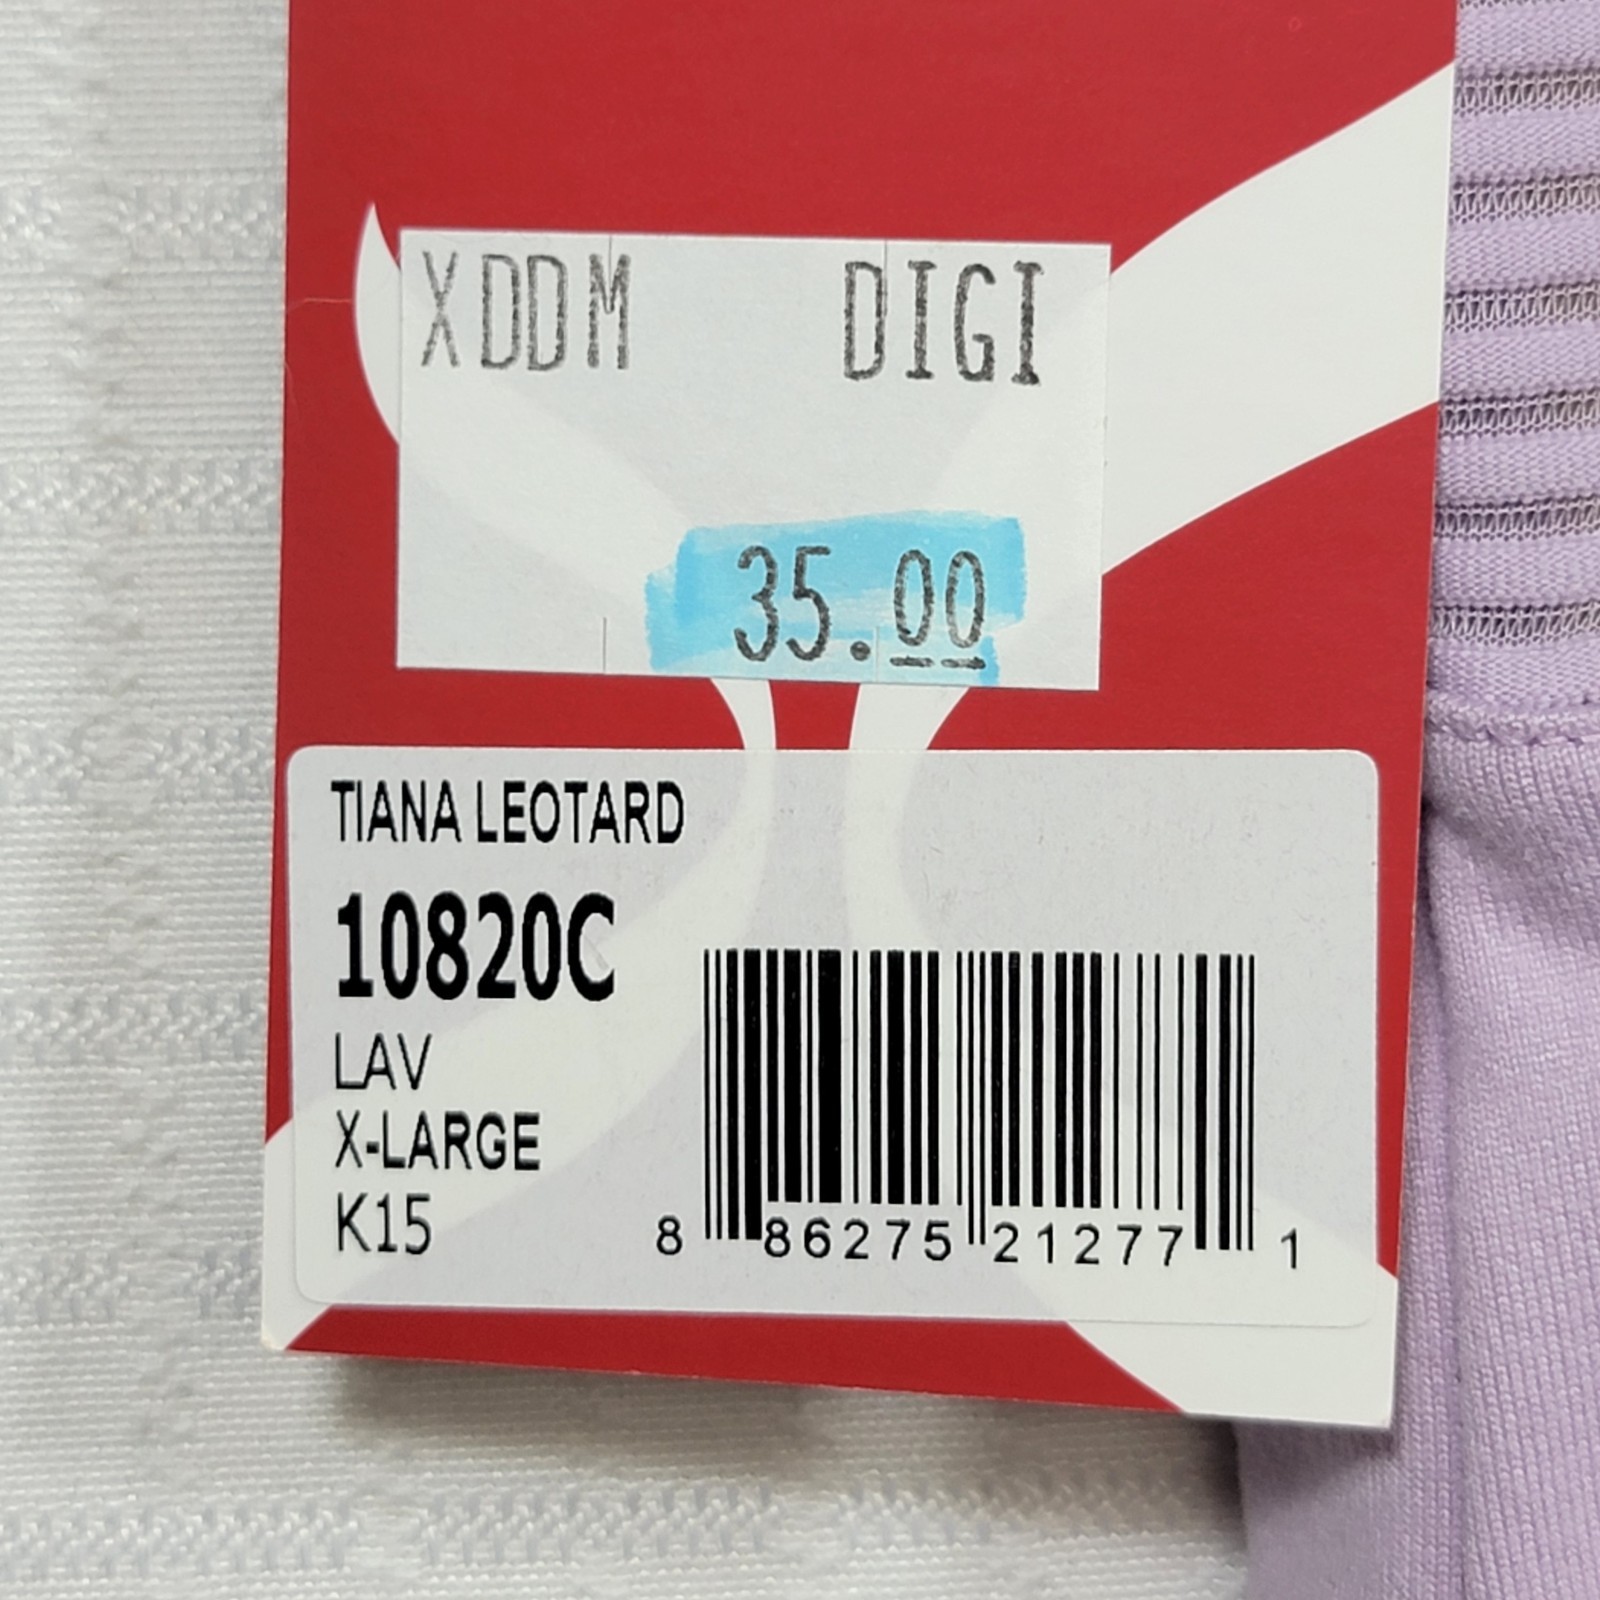 XDDM DIGI
35.00
TIANA LEOTARD
10820C
LAV
X-LARGE
K15
8 86275 21277 1